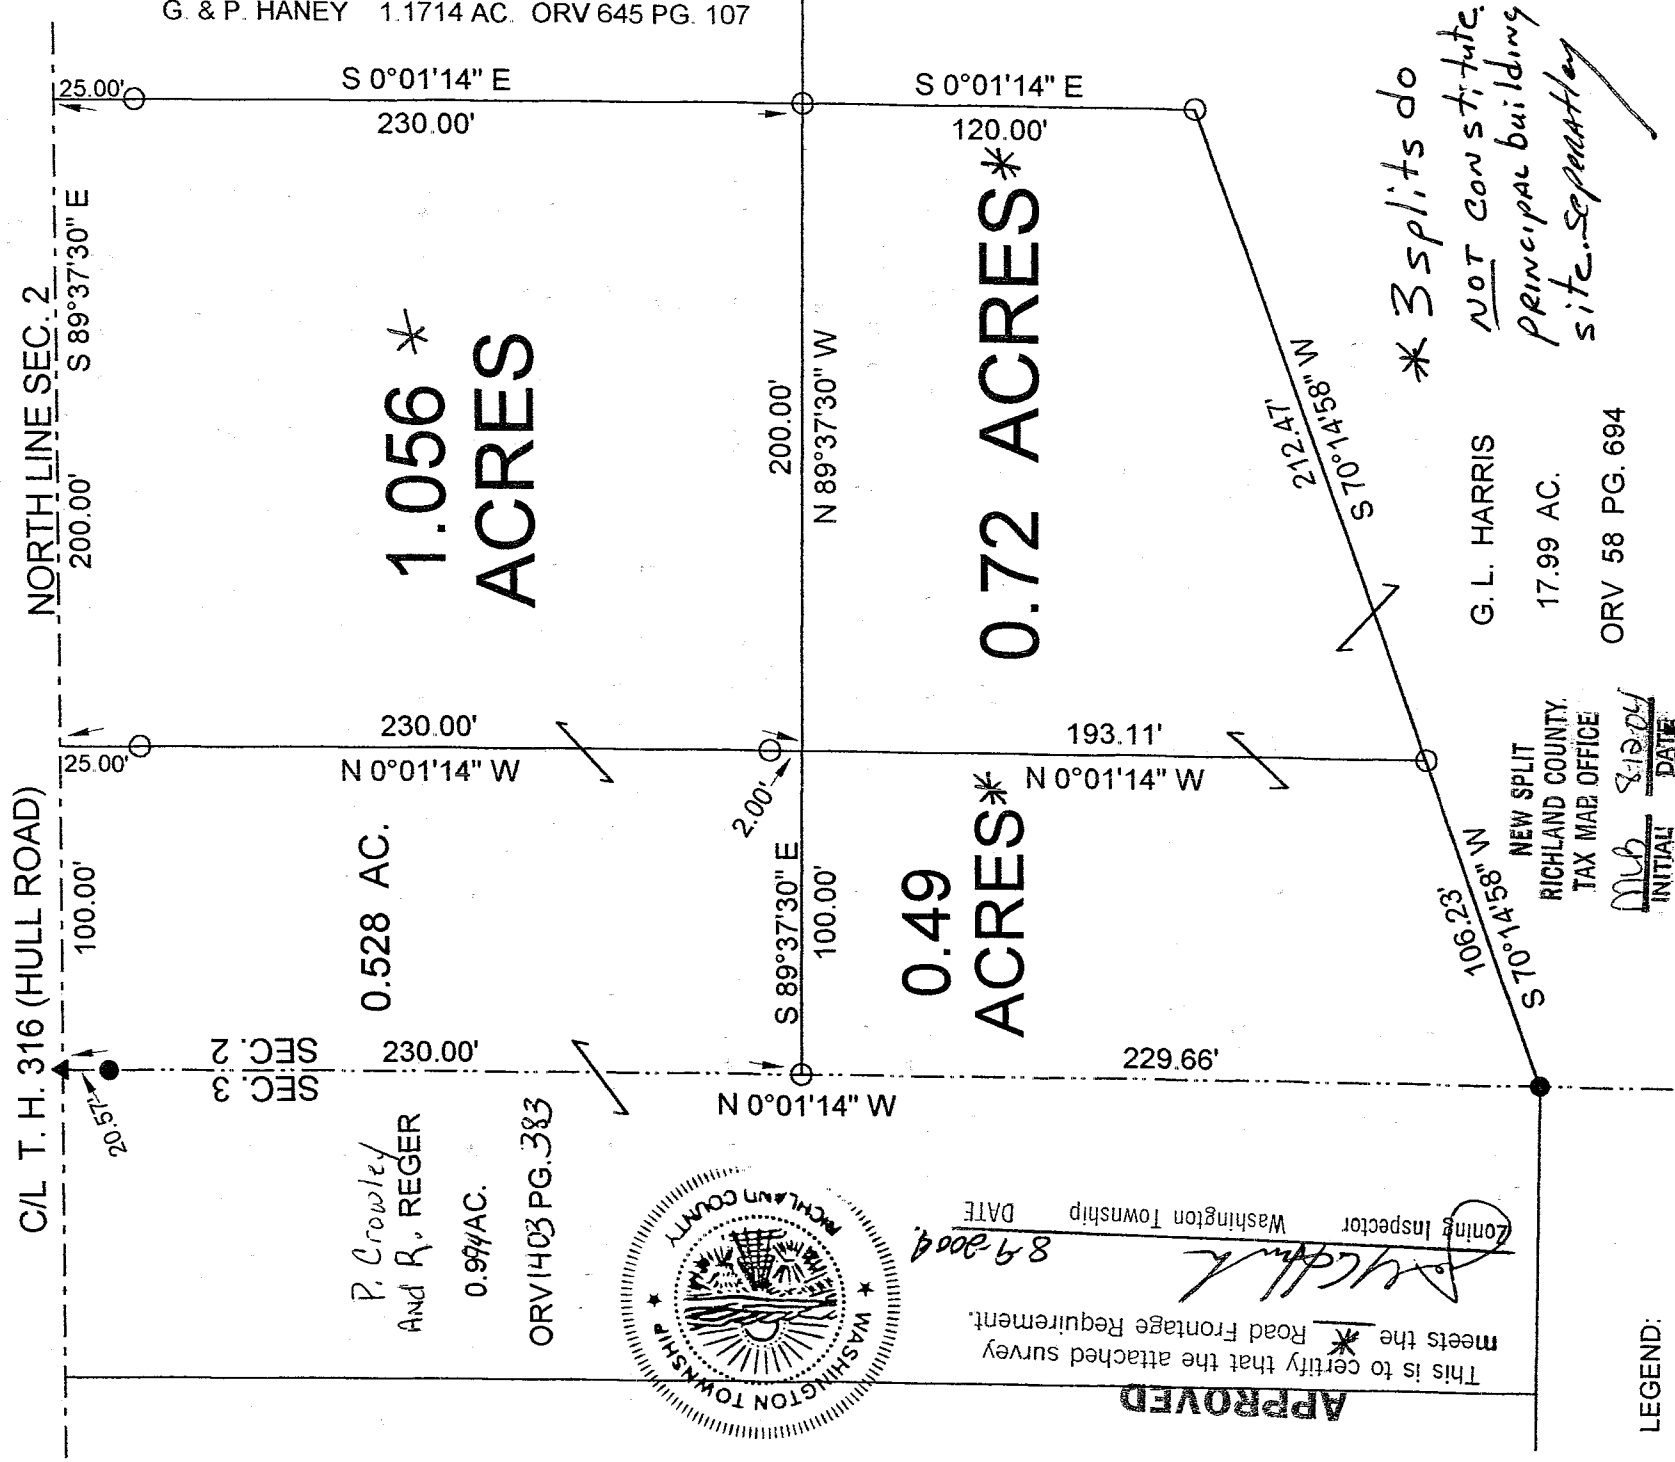 G. & P. HANEY 1.1714 AC. ORV 645 PG. 107
C/L T. H. 316 (HULL ROAD)
NORTH LINE SEC. 2
25.00'
S 0°01'14" E
230.00'
S 0°01'14" E
120.00'
S 89°37'30" E
200.00'
1.056 *
ACRES
200.00'
N 89°37'30" W
0.72 ACRES*
212.47'
S 70°14'58" W
* 3 splits do
NOT Constitute
PRINCIPAL building
site. Seperatley
G. L. HARRIS
17.99 AC.
ORV 58 PG. 694
25.00'
230.00'
N 0°01'14" W
2.00'
193.11'
N 0°01'14" W
100.00'
0.528 AC.
S 89°37'30" E
100.00'
0.49
ACRES*
106.23'
S 70°14'58" W
NEW SPLIT
RICHLAND COUNTY
TAX MAP OFFICE
8-12-04
INITIAL DATE
20.57'
SEC. 2
SEC. 3
230.00'
N 0°01'14" W
229.66'
P. Crowley
And R. REGER
0.994 AC.
ORV 1403 PG. 383
WASHINGTON TOWNSHIP
RICHLAND COUNTY
APPROVED
This is to certify that the attached survey
meets the * Road Frontage Requirement.
8-9-2004
Zoning Inspector Washington Township DATE
LEGEND: